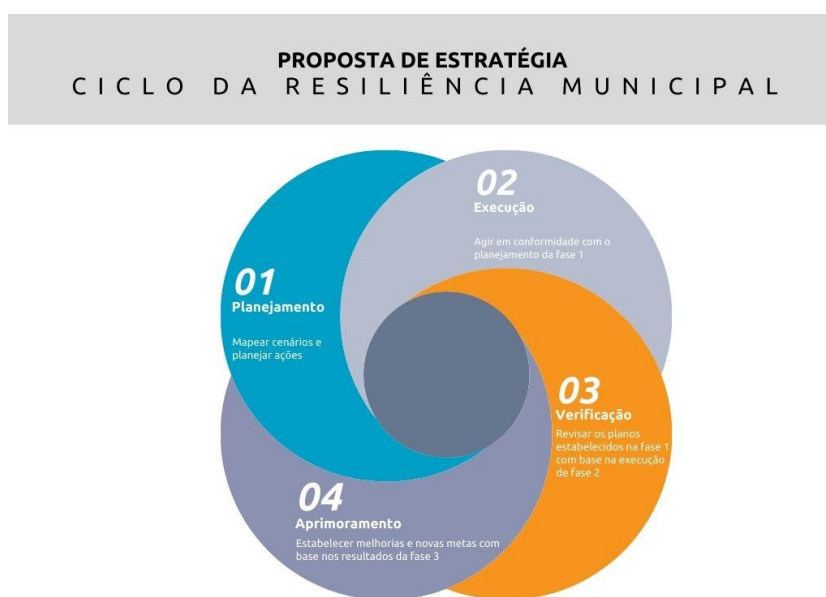 PROPOSTA DE ESTRATÉGIA
CICLO DA RESILIÊNCIA MUNICIPAL
01
Planejamento
Mapear cenários e
planejar ações
02
Execução
Agir em conformidade com o
planejamento da fase 1
03
Verificação
Revisar os planos
estabelecidos na fase 1
com base na execução
de fase 2
04
Aprimoramento
Estabelecer melhorias e novas metas com
base nos resultados da fase 3